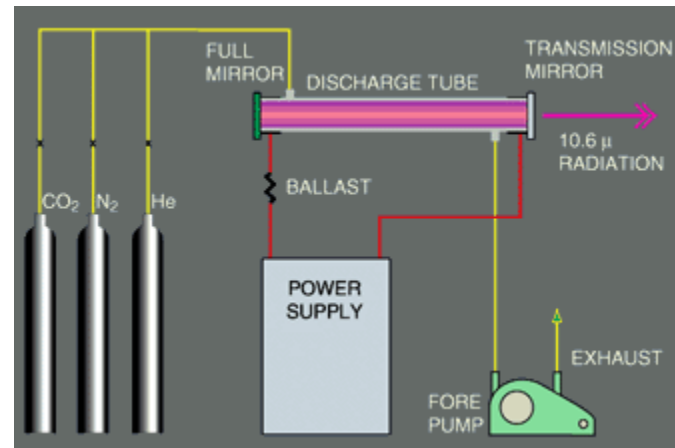 FULL
MIRROR
DISCHARGE TUBE
TRANSMISSION
MIRROR
10.6 μ
RADIATION
CO₂ N₂ He
BALLAST
POWER
SUPPLY
EXHAUST
FORE
PUMP